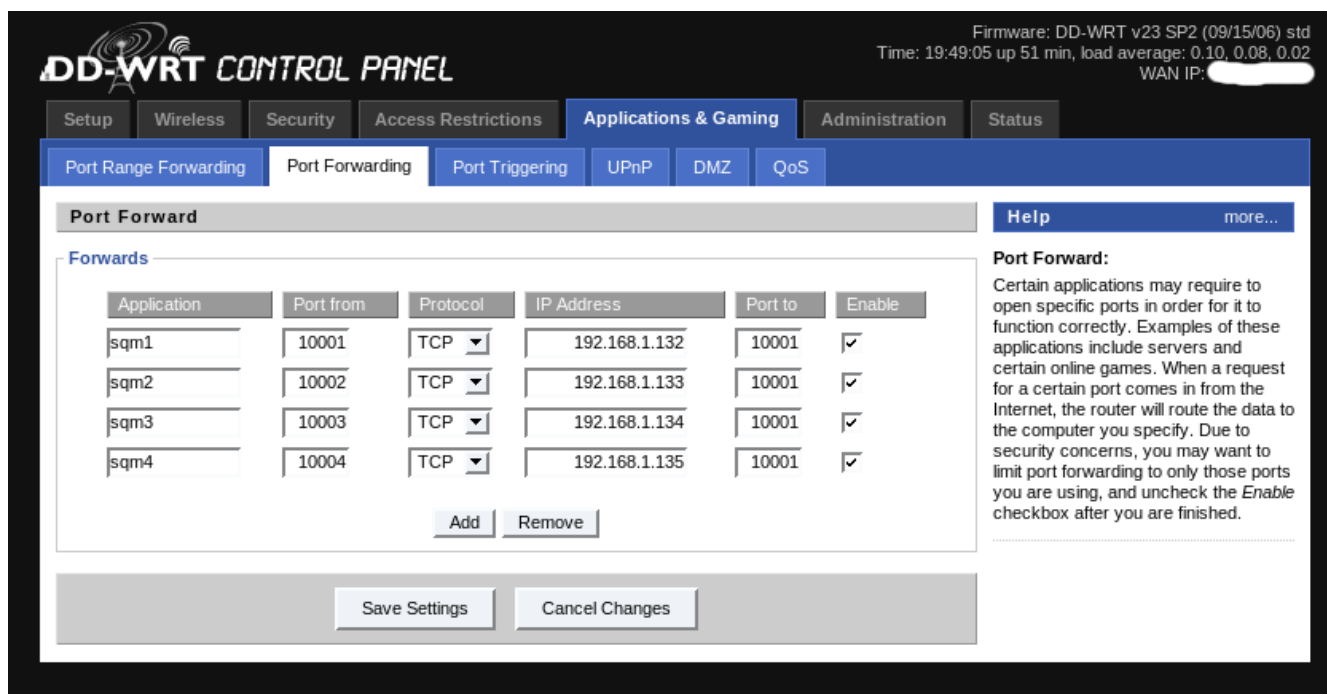 DD-WRT CONTROL PANEL
Firmware: DD-WRT v23 SP2 (09/15/06) std
Time: 19:49:05 up 51 min, load average: 0.10, 0.08, 0.02
WAN IP:
Setup Wireless Security Access Restrictions Applications & Gaming Administration Status
Port Range Forwarding Port Forwarding Port Triggering UPnP DMZ QoS
Port Forward
Forwards
Application Port from Protocol IP Address Port to Enable
sqm1 10001 TCP 192.168.1.132 10001
sqm2 10002 TCP 192.168.1.133 10001
sqm3 10003 TCP 192.168.1.134 10001
sqm4 10004 TCP 192.168.1.135 10001
Add Remove
Save Settings Cancel Changes
Help more...
Port Forward:
Certain applications may require to
open specific ports in order for it to
function correctly. Examples of these
applications include servers and
certain online games. When a request
for a certain port comes in from the
Internet, the router will route the data to
the computer you specify. Due to
security concerns, you may want to
limit port forwarding to only those ports
you are using, and uncheck the Enable
checkbox after you are finished.